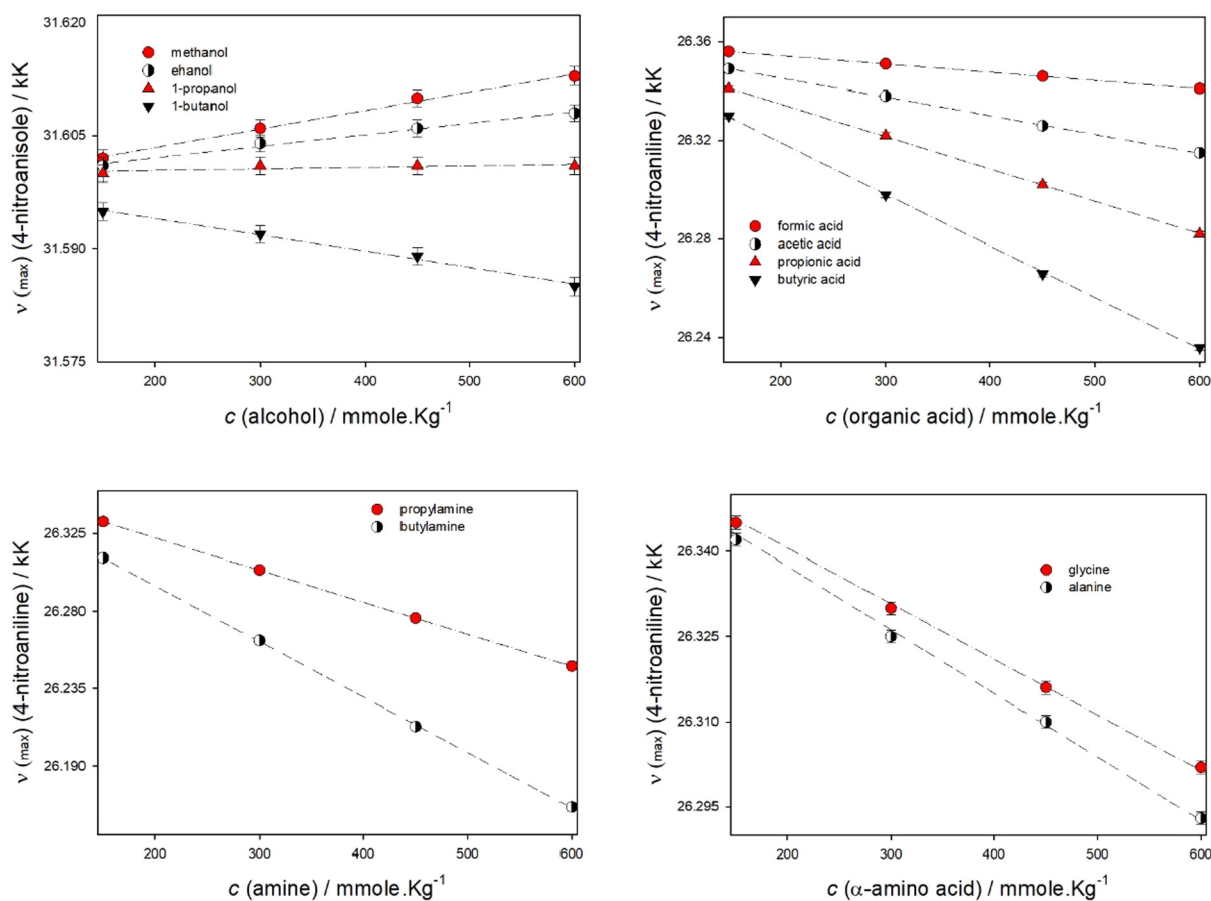 31.620
31.605
31.590
31.575
ν (max) (4-nitroanisole) / kK
methanol
ehanol
1-propanol
1-butanol
200 300 400 500 600
c (alcohol) / mmole.Kg⁻¹
26.36
26.32
26.28
26.24
ν (max) (4-nitroaniline) / kK
formic acid
acetic acid
propionic acid
butyric acid
200 300 400 500 600
c (organic acid) / mmole.Kg⁻¹
26.325
26.280
26.235
26.190
ν (max) (4-nitroaniline) / kK
propylamine
butylamine
200 300 400 500 600
c (amine) / mmole.Kg⁻¹
26.340
26.325
26.310
26.295
ν (max) (4-nitroaniline) / kK
glycine
alanine
200 300 400 500 600
c (α-amino acid) / mmole.Kg⁻¹